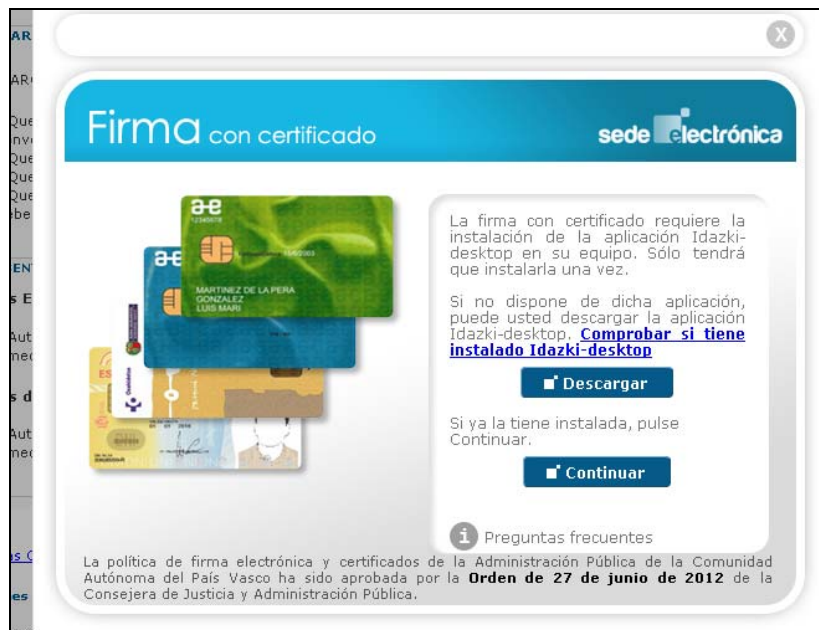 X
Firma con certificado
sede electrónica
a-e
12345678
MARTINEZ DE LA PERA
GONZALEZ
LUIS MARI
a-e
La firma con certificado requiere la
instalación de la aplicación Idazki-
desktop en su equipo. Sólo tendrá
que instalarla una vez.
Si no dispone de dicha aplicación,
puede usted descargar la aplicación
Idazki-desktop. Comprobar si tiene
instalado Idazki-desktop
Descargar
Si ya la tiene instalada, pulse
Continuar.
Continuar
i Preguntas frecuentes
La política de firma electrónica y certificados de la Administración Pública de la Comunidad
Autónoma del País Vasco ha sido aprobada por la Orden de 27 de junio de 2012 de la
Consejera de Justicia y Administración Pública.